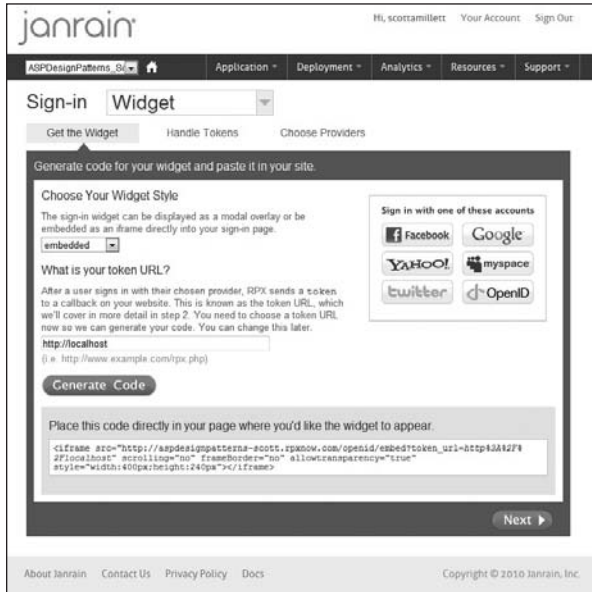 janrain
Hi, scottamillett Your Account Sign Out
ASPDesignPatterns_S
Application Deployment Analytics Resources Support
Sign-in Widget
Get the Widget Handle Tokens Choose Providers
Generate code for your widget and paste it in your site.
Choose Your Widget Style
The sign-in widget can be displayed as a modal overlay or be
embedded as an iframe directly into your sign-in page.
embedded
What is your token URL?
After a user signs in with their chosen provider, RPX sends a token
to a callback on your website. This is known as the token URL, which
we'll cover in more detail in step 2. You need to choose a token URL
now so we can generate your code. You can change this later.
http://localhost
(i.e. http://www.example.com/rpx.php)
Generate Code
Sign in with one of these accounts
Facebook Google
YAHOO! myspace
twitter OpenID
Place this code directly in your page where you'd like the widget to appear.
<iframe src="http://aspdesignpatterns-scott.rpxnow.com/openid/embed?token_url=http%3A%2F%
2Flocalhost" scrolling="no" frameBorder="no" allowtransparency="true"
style="width:400px;height:240px"></iframe>
Next
About Janrain Contact Us Privacy Policy Docs
Copyright © 2010 Janrain, Inc.